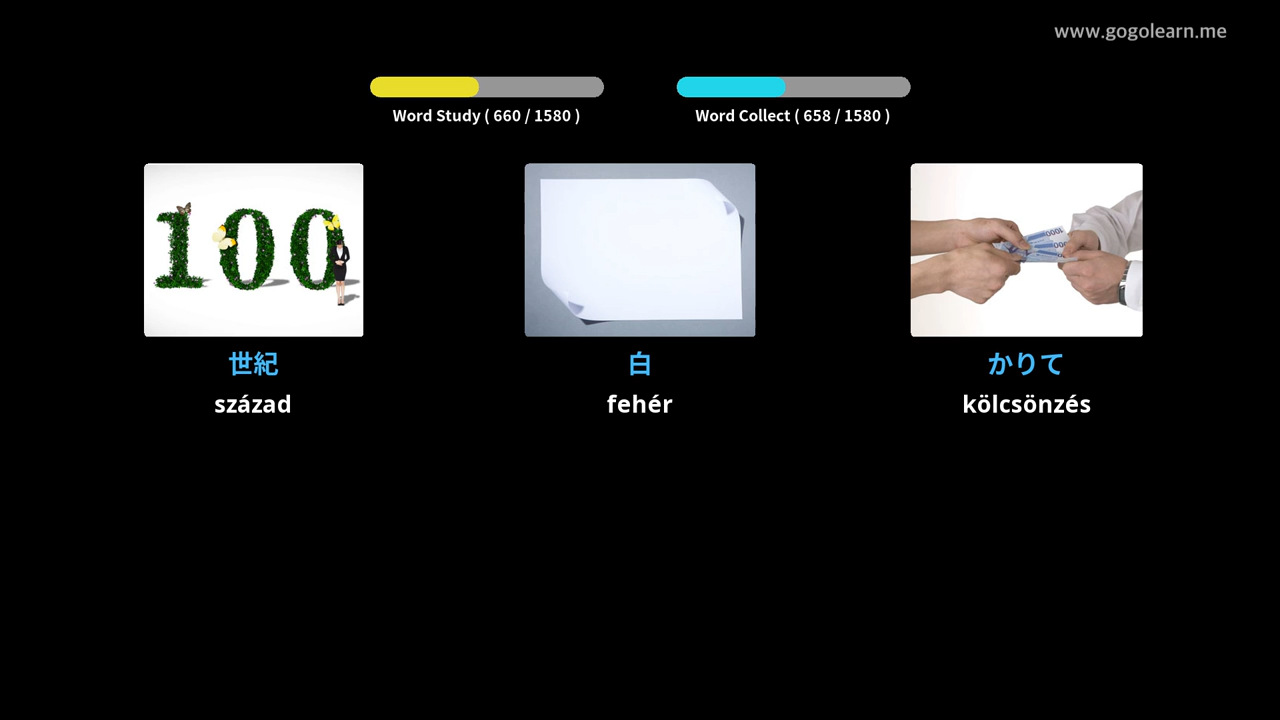 www.gogolearn.me
Word Study ( 660 / 1580 )
Word Collect ( 658 / 1580 )
100
世紀
白
かりて
század
fehér
kölcsönzés